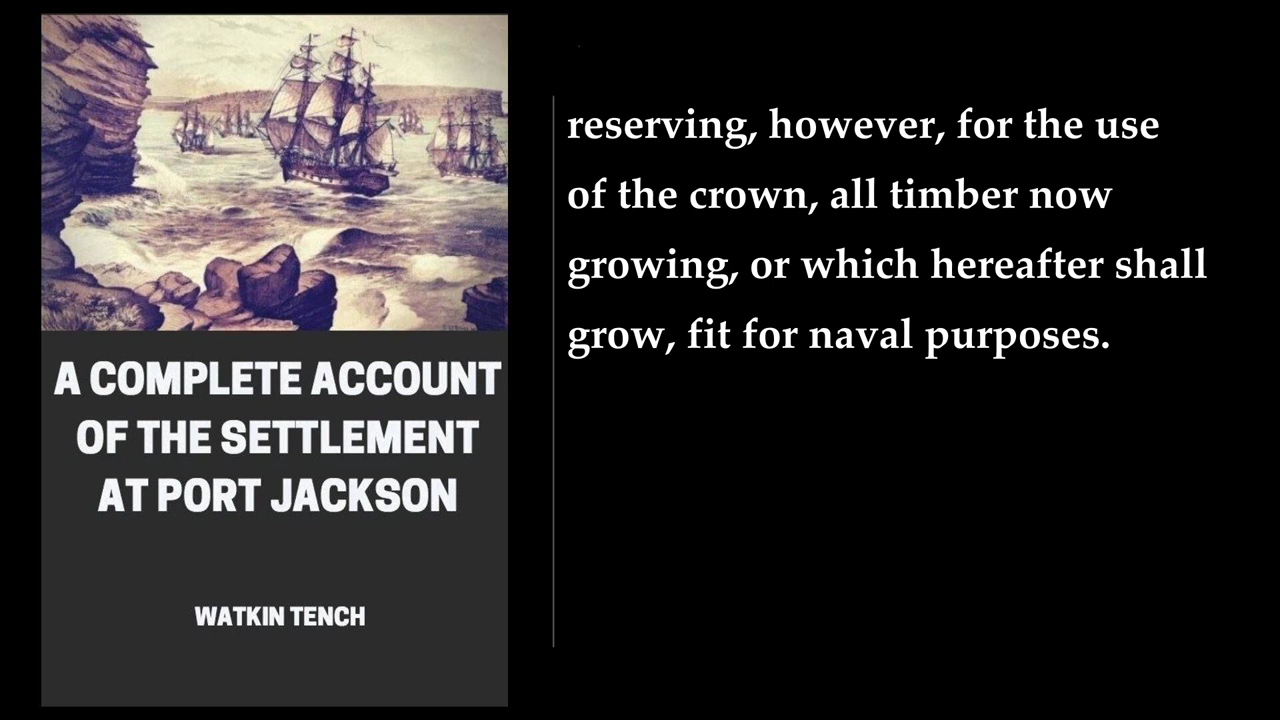 A COMPLETE ACCOUNT
OF THE SETTLEMENT
AT PORT JACKSON
WATKIN TENCH
reserving, however, for the use
of the crown, all timber now
growing, or which hereafter shall
grow, fit for naval purposes.